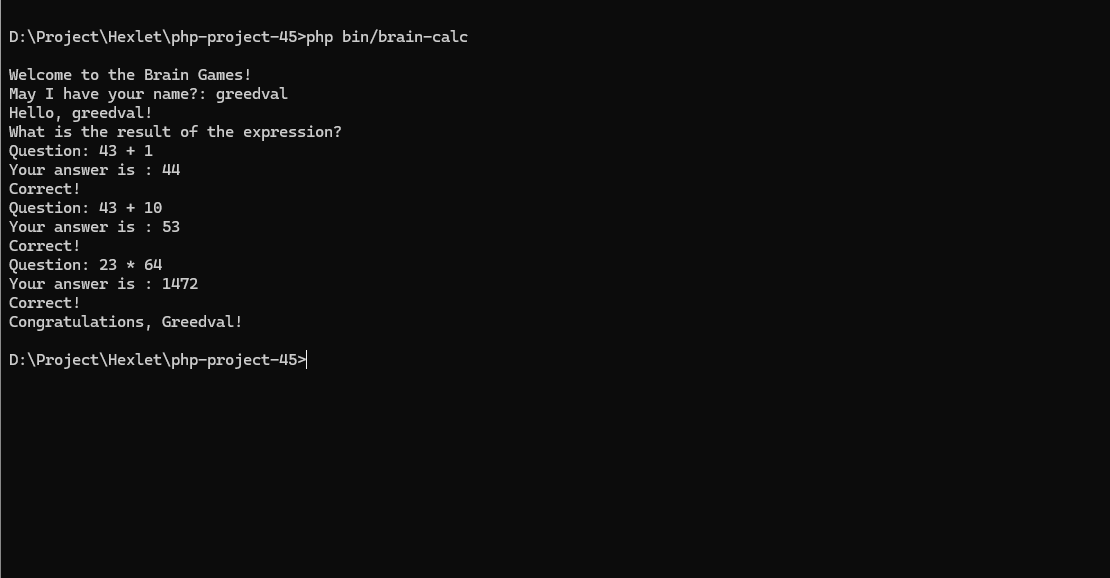 D:\Project\Hexlet\php-project-45>php bin/brain-calc
Welcome to the Brain Games!
May I have your name?: greedval
Hello, greedval!
What is the result of the expression?
Question: 43 + 1
Your answer is : 44
Correct!
Question: 43 + 10
Your answer is : 53
Correct!
Question: 23 * 64
Your answer is : 1472
Correct!
Congratulations, Greedval!
D:\Project\Hexlet\php-project-45>